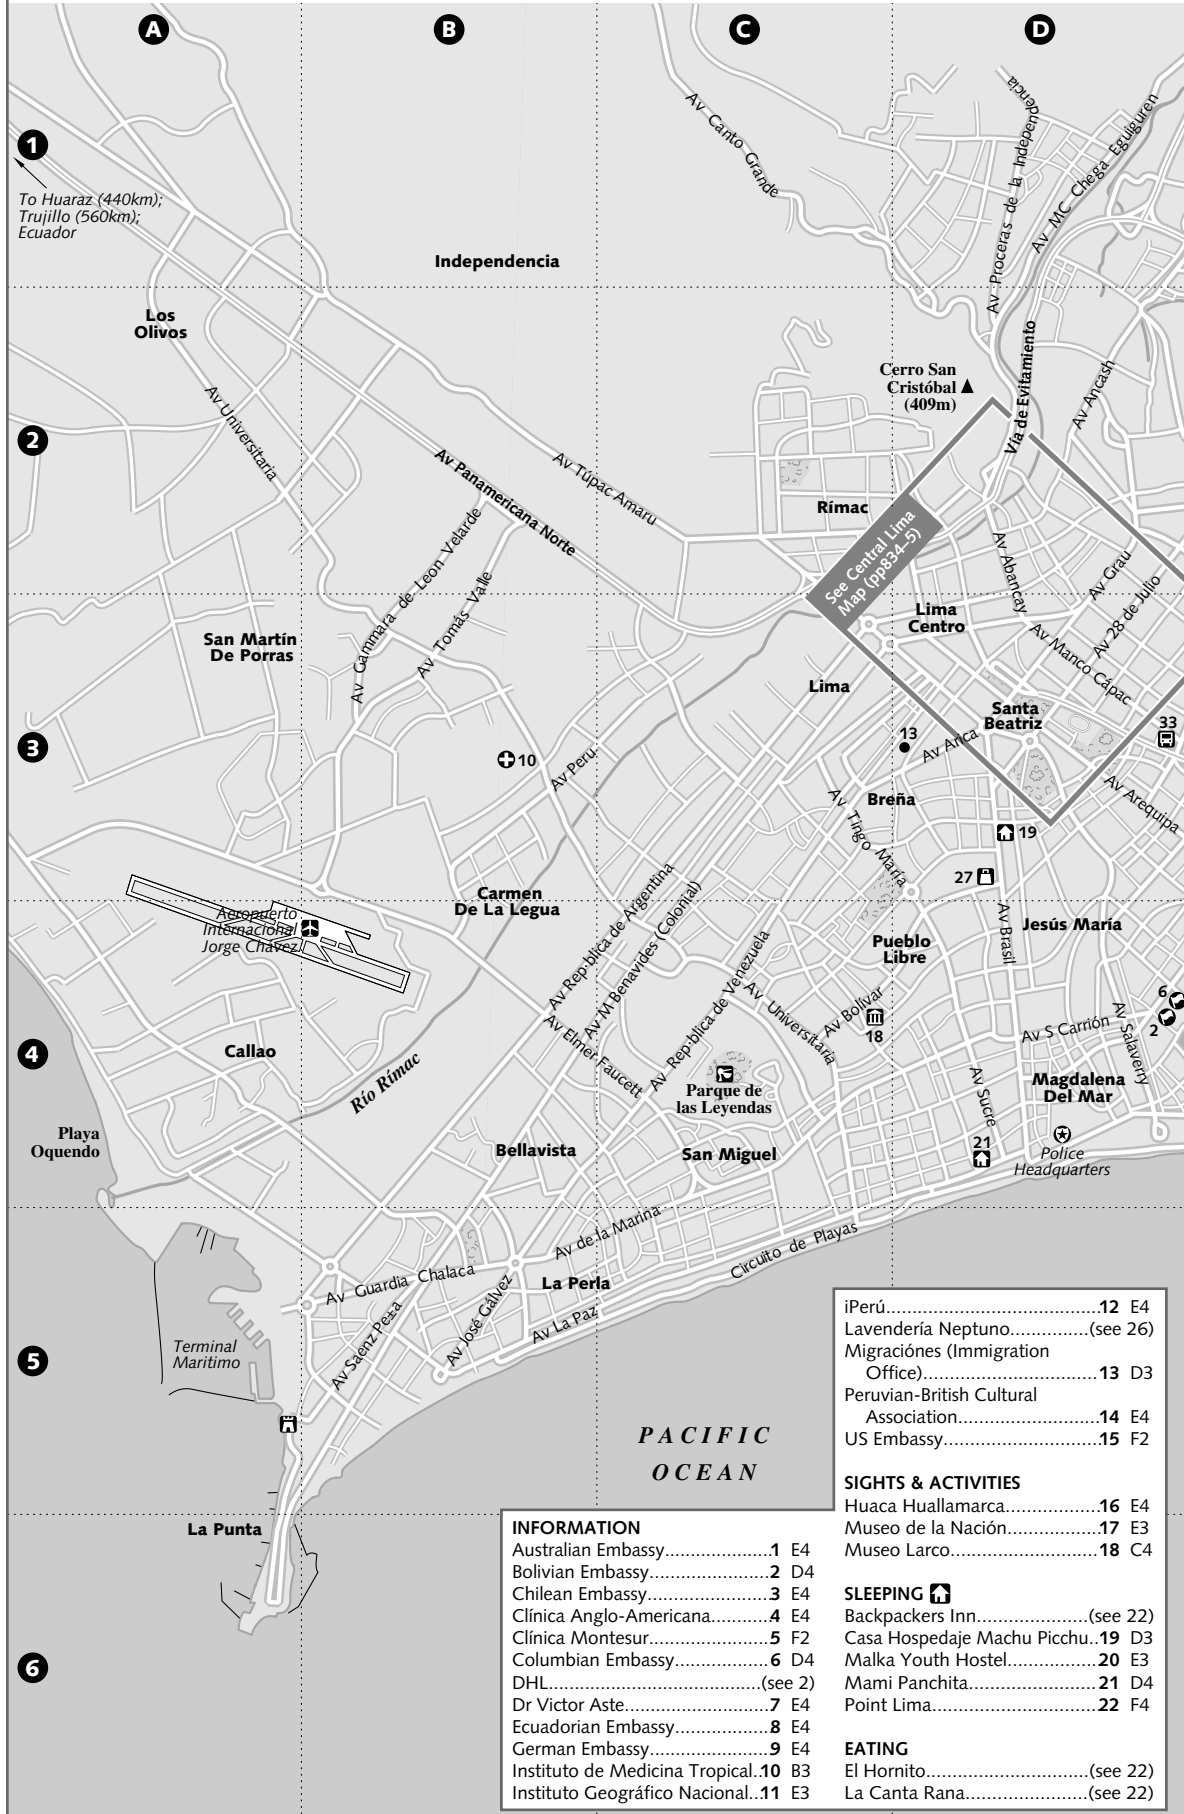 A
B
C
D
1
To Huaraz (440km);
Trujillo (560km);
Ecuador
Independencia
Los
Olivos
Av Canto Grande
Av Proceras de la Independencia
Av MC Chega Eguiguren
Cerro San
Cristóbal
(409m)
Vía de Evitamiento
Av Ancash
2
Av Universitaria
Av Panamericana Norte
Av Túpac Amaru
Rímac
See Central Lima
Map (pp834–5)
Av Abancay
Av Grau
Av 28 de Julio
Av Gammara de Leon Velarde
Av Tomás Valle
San Martín
De Porras
Lima
Centro
Av Manco Cápac
Lima
Santa
Beatriz
33
3
10
Av Peru
13
Av Arica
Breña
Av Arequipa
Av Tingo María
19
27
Carmen
De La Legua
Aeropuerto
Internacional
Jorge Chávez
Av Rep·blica de Argentina
Av M Benavides (Colonial)
Av Rep·blica de Venezuela
Pueblo
Libre
Av Brasil
Jesús María
Av Universitaria
Av Bolívar
18
6
2
Av S Carrión
Av Salaverry
4
Callao
Río Rímac
Av Elmer Faucett
Parque de
las Leyendas
Av Sucre
Magdalena
Del Mar
Playa
Oquendo
Bellavista
San Miguel
21
Police
Headquarters
Av de la Marina
Circuito de Playas
Av Guardia Chalaca
La Perla
Av La Paz
Av José Gálvez
Av Saenz Pe±a
5
Terminal
Maritimo
PACIFIC
OCEAN
La Punta
6
INFORMATION
Australian Embassy.....................1 E4
Bolivian Embassy........................2 D4
Chilean Embassy.........................3 E4
Clínica Anglo-Americana............4 E4
Clínica Montesur........................5 F2
Columbian Embassy...................6 D4
DHL.........................................(see 2)
Dr Victor Aste.............................7 E4
Ecuadorian Embassy...................8 E4
German Embassy........................9 E4
Instituto de Medicina Tropical..10 B3
Instituto Geográfico Nacional...11 E3
iPerú.........................................12 E4
Lavendería Neptuno...............(see 26)
Migraciónes (Immigration
Office)..................................13 D3
Peruvian-British Cultural
Association...........................14 E4
US Embassy..............................15 F2
SIGHTS & ACTIVITIES
Huaca Huallamarca...................16 E4
Museo de la Nación..................17 E3
Museo Larco.............................18 C4
SLEEPING
Backpackers Inn......................(see 22)
Casa Hospedaje Machu Picchu..19 D3
Malka Youth Hostel..................20 E3
Mami Panchita..........................21 D4
Point Lima................................22 F4
EATING
El Hornito...............................(see 22)
La Canta Rana.........................(see 22)